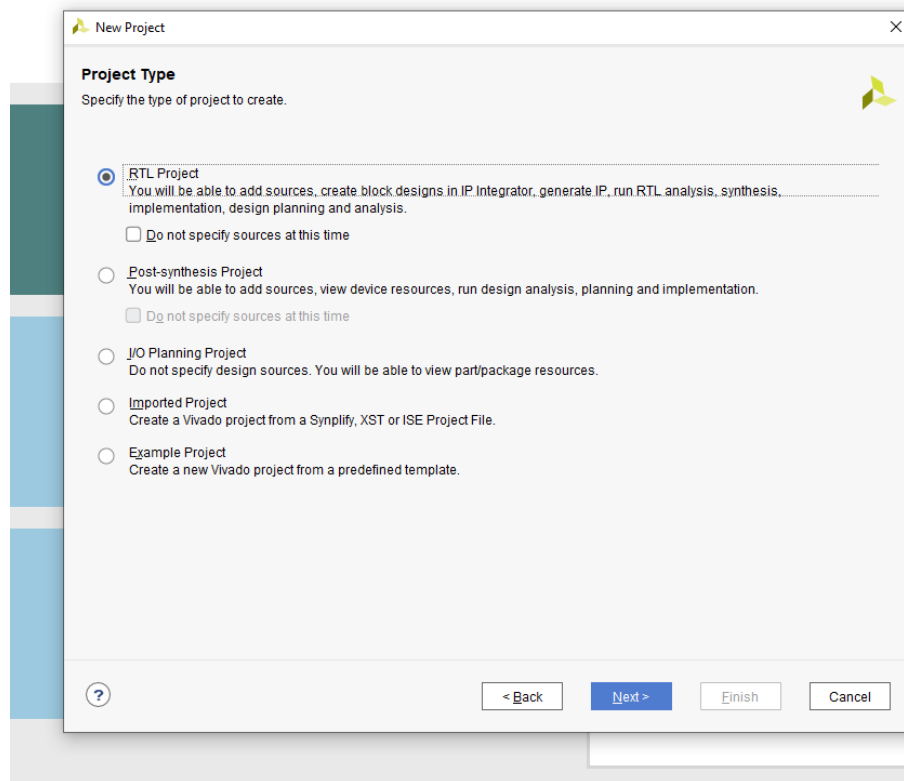 New Project
Project Type
Specify the type of project to create.
RTL Project
You will be able to add sources, create block designs in IP Integrator, generate IP, run RTL analysis, synthesis,
implementation, design planning and analysis.
Do not specify sources at this time
Post-synthesis Project
You will be able to add sources, view device resources, run design analysis, planning and implementation.
Do not specify sources at this time
I/O Planning Project
Do not specify design sources. You will be able to view part/package resources.
Imported Project
Create a Vivado project from a Synplify, XST or ISE Project File.
Example Project
Create a new Vivado project from a predefined template.
?
< Back
Next >
Finish
Cancel